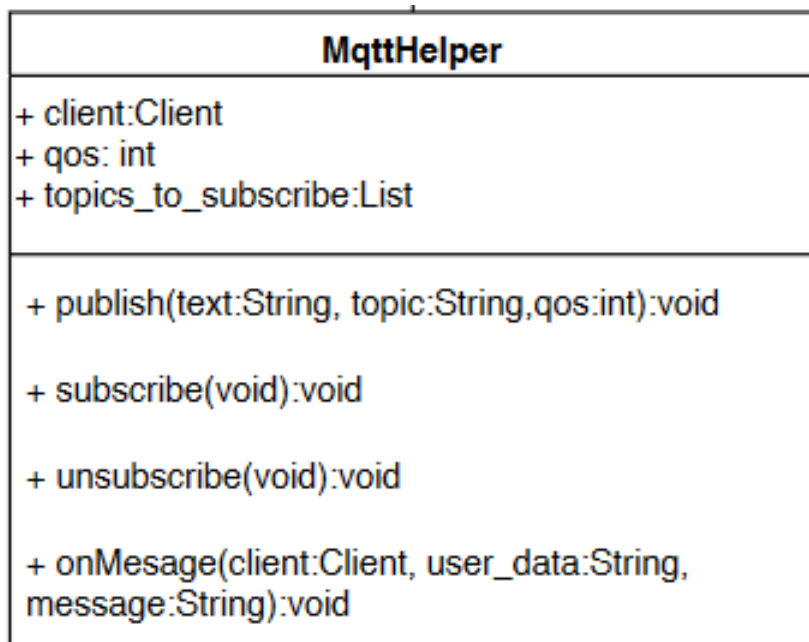 MqttHelper
+ client:Client
+ qos: int
+ topics_to_subscribe:List
+ publish(text:String, topic:String,qos:int):void
+ subscribe(void):void
+ unsubscribe(void):void
+ onMesage(client:Client, user_data:String,
message:String):void